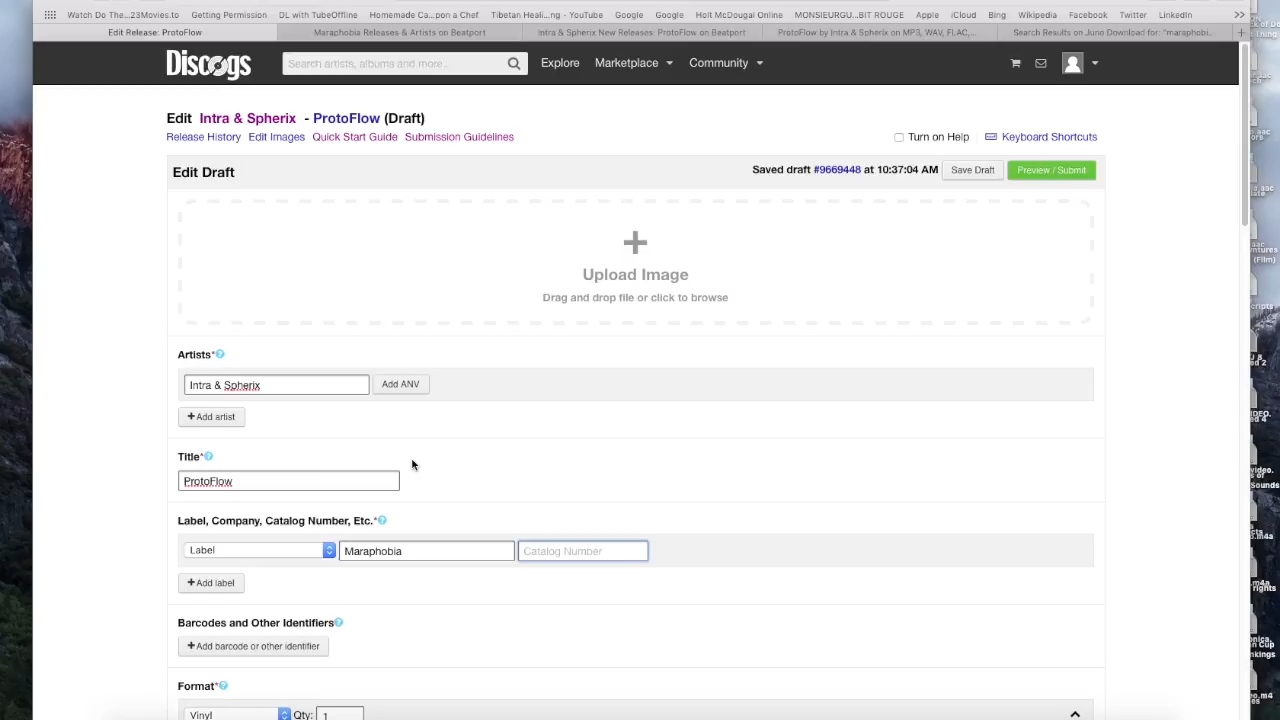 Watch Do The...23Movies.to Getting Permission DL with TubeOffline Homemade Ca...pon a Chef Tibetan Heali...ng - YouTube Google Google Holt McDougal Online MONSIEURGU...BIT ROUGE Apple iCloud Bing Wikipedia Facebook Twitter LinkedIn >>
Edit Release: ProtoFlow Maraphobia Releases & Artists on Beatport Intra & Spherix New Releases: ProtoFlow on Beatport ProtoFlow by Intra & Spherix on MP3, WAV, FLAC,... Search Results on Juno Download for: "maraphobi... +
Discogs Search artists, albums and more... Explore Marketplace Community
Edit Intra & Spherix - ProtoFlow (Draft)
Release History Edit Images Quick Start Guide Submission Guidelines Turn on Help Keyboard Shortcuts
Edit Draft Saved draft #9669448 at 10:37:04 AM Save Draft Preview / Submit
+
Upload Image
Drag and drop file or click to browse
Artists*?
Intra & Spherix Add ANV
+ Add artist
Title*?
ProtoFlow
Label, Company, Catalog Number, Etc.*?
Label Maraphobia Catalog Number
+ Add label
Barcodes and Other Identifiers?
+ Add barcode or other identifier
Format*?
Vinyl Qty: 1